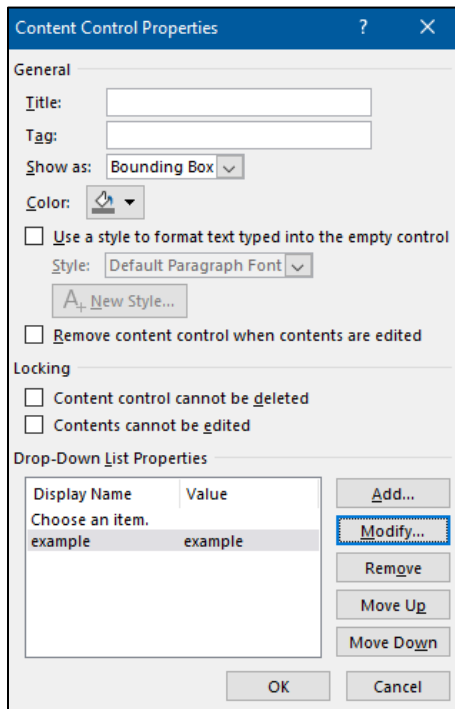 Content Control Properties ?
General
Title:
Tag:
Show as: Bounding Box
Color:
Use a style to format text typed into the empty control
Style: Default Paragraph Font
A+ New Style...
Remove content control when contents are edited
Locking
Content control cannot be deleted
Contents cannot be edited
Drop-Down List Properties
Display Name Value Add...
Choose an item.
example example Modify...
Remove
Move Up
Move Down
OK Cancel